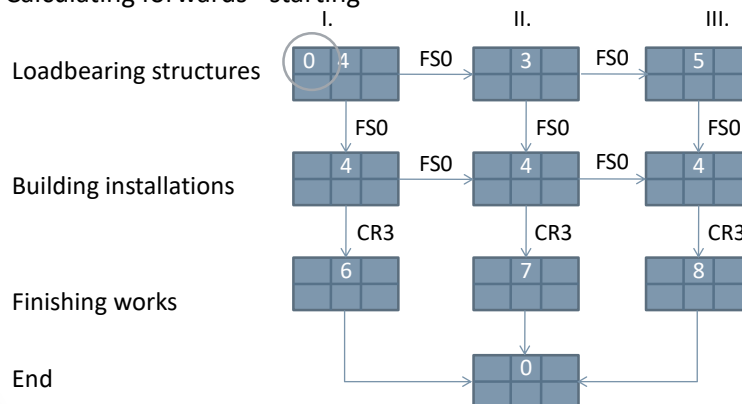 Calculating forwards - starting
I. II. III.
Loadbearing structures 0 4 FS0 3 FS0 5
FS0 FS0 FS0
Building installations 4 FS0 4 FS0 4
CR3 CR3 CR3
Finishing works 6 7 8
End 0